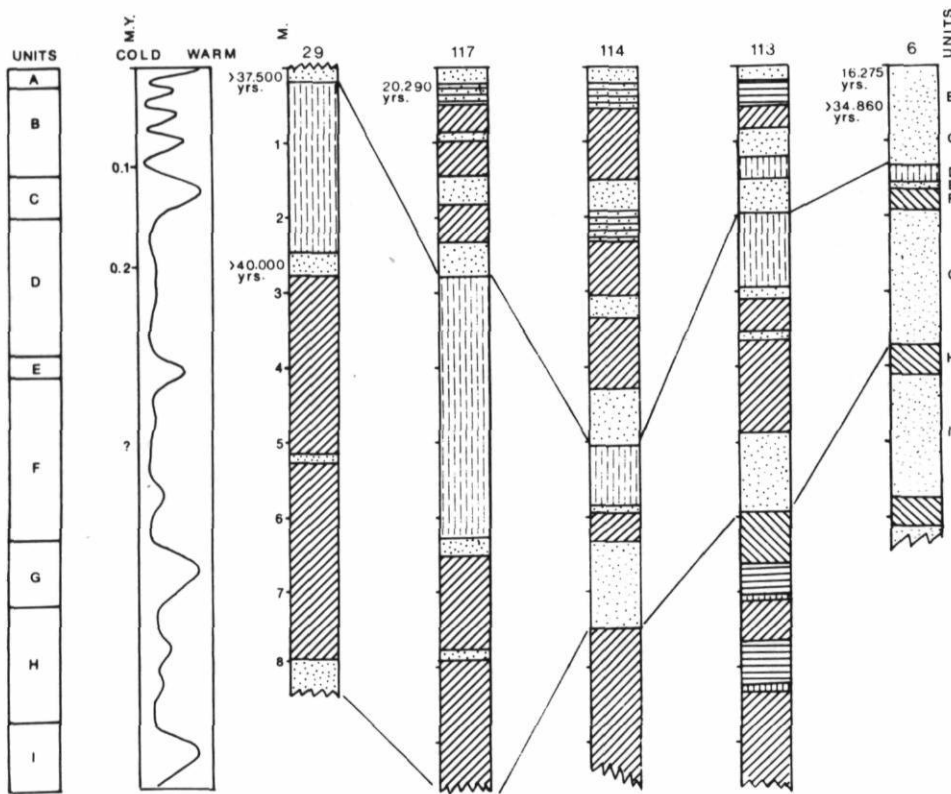 UNITS
M.Y.
COLD WARM
M.
29
117
114
113
6
UNITS
>37.500
yrs.
20.290
yrs.
16.275
yrs.
>34.860
yrs.
>40.000
yrs.
A
B
C
D
E
F
G
H
I
0.1
0.2
?
1
2
3
4
5
6
7
8